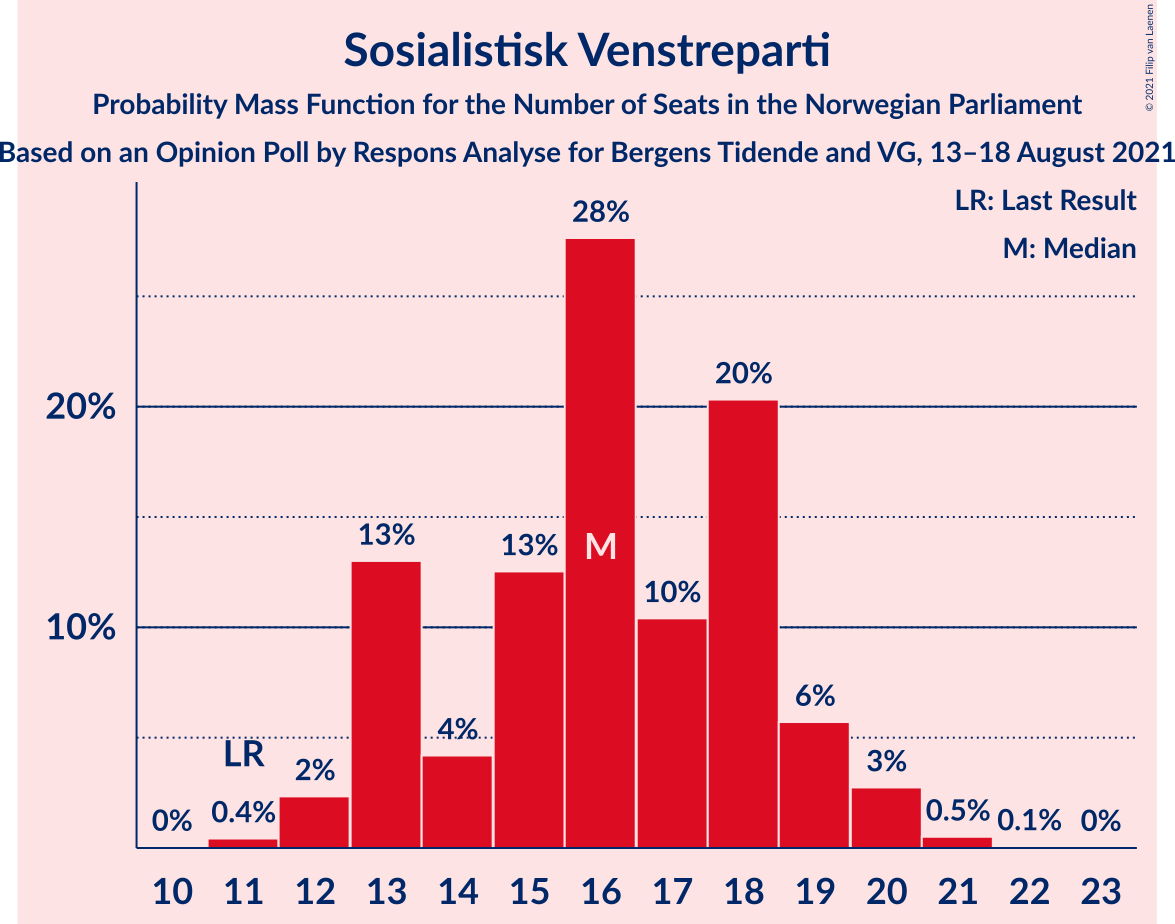 Sosialistisk Venstreparti
Probability Mass Function for the Number of Seats in the Norwegian Parliament
Based on an Opinion Poll by Respons Analyse for Bergens Tidende and VG, 13–18 August 2021
© 2021 Filip van Laenen
LR: Last Result
M: Median
28%
20%
20%
13%
13%
M
10%
10%
6%
4%
LR
2%
3%
0%
0.4%
0.5%
0.1%
0%
10 11 12 13 14 15 16 17 18 19 20 21 22 23